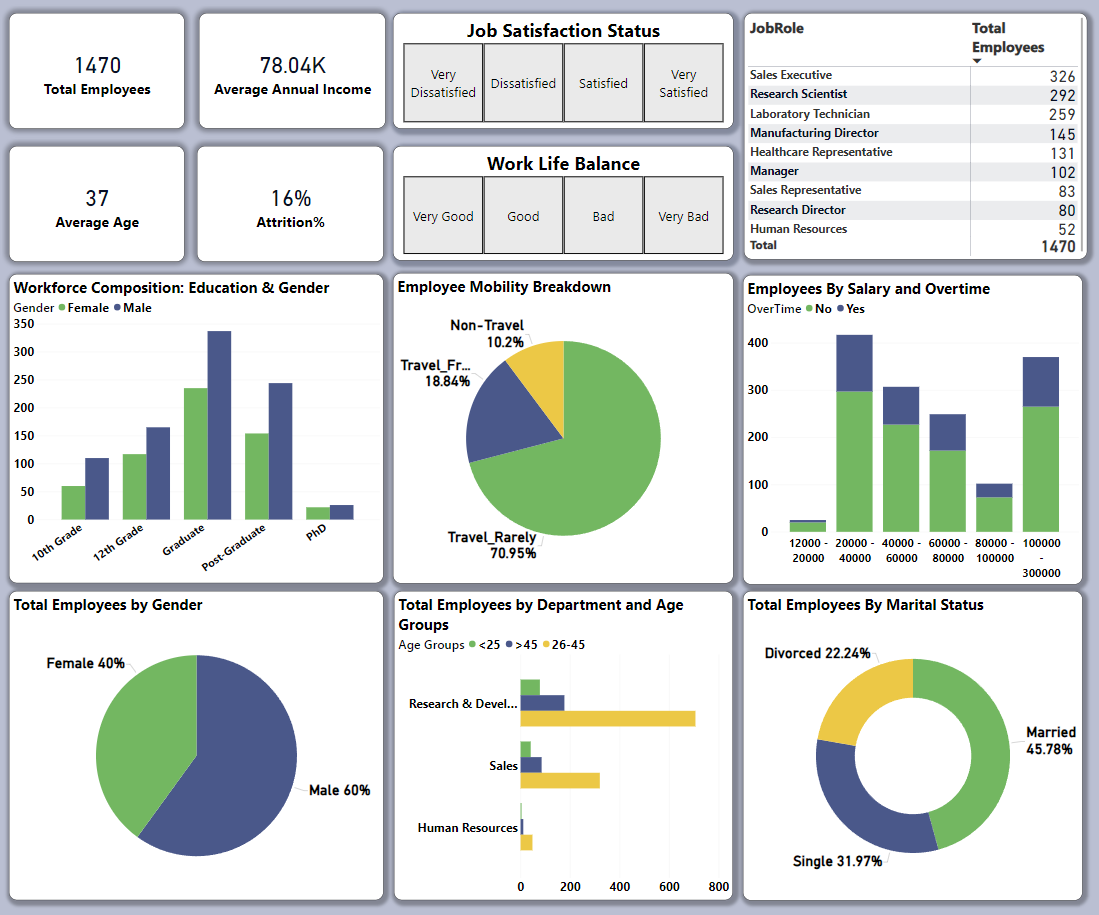 1470
Total Employees
78.04K
Average Annual Income
Job Satisfaction Status
Very
Dissatisfied
Dissatisfied
Satisfied
Very
Satisfied
JobRole
Total
Employees
Sales Executive 326
Research Scientist 292
Laboratory Technician 259
Manufacturing Director 145
Healthcare Representative 131
Manager 102
Sales Representative 83
Research Director 80
Human Resources 52
Total 1470
37
Average Age
16%
Attrition%
Work Life Balance
Very Good
Good
Bad
Very Bad
Workforce Composition: Education & Gender
Gender Female Male
350
300
250
200
150
100
50
0
10th Grade
12th Grade
Graduate
Post-Graduate
PhD
Employee Mobility Breakdown
Non-Travel
10.2%
Travel_Fr...
18.84%
Travel_Rarely
70.95%
Employees By Salary and Overtime
OverTime No Yes
400
300
200
100
0
12000 -
20000
20000 -
40000
40000 -
60000
60000 -
80000
80000 -
100000
100000
-
300000
Total Employees by Gender
Female 40%
Male 60%
Total Employees by Department and Age
Groups
Age Groups <25 >45 26-45
Research & Devel...
Sales
Human Resources
0 200 400 600 800
Total Employees By Marital Status
Divorced 22.24%
Married
45.78%
Single 31.97%